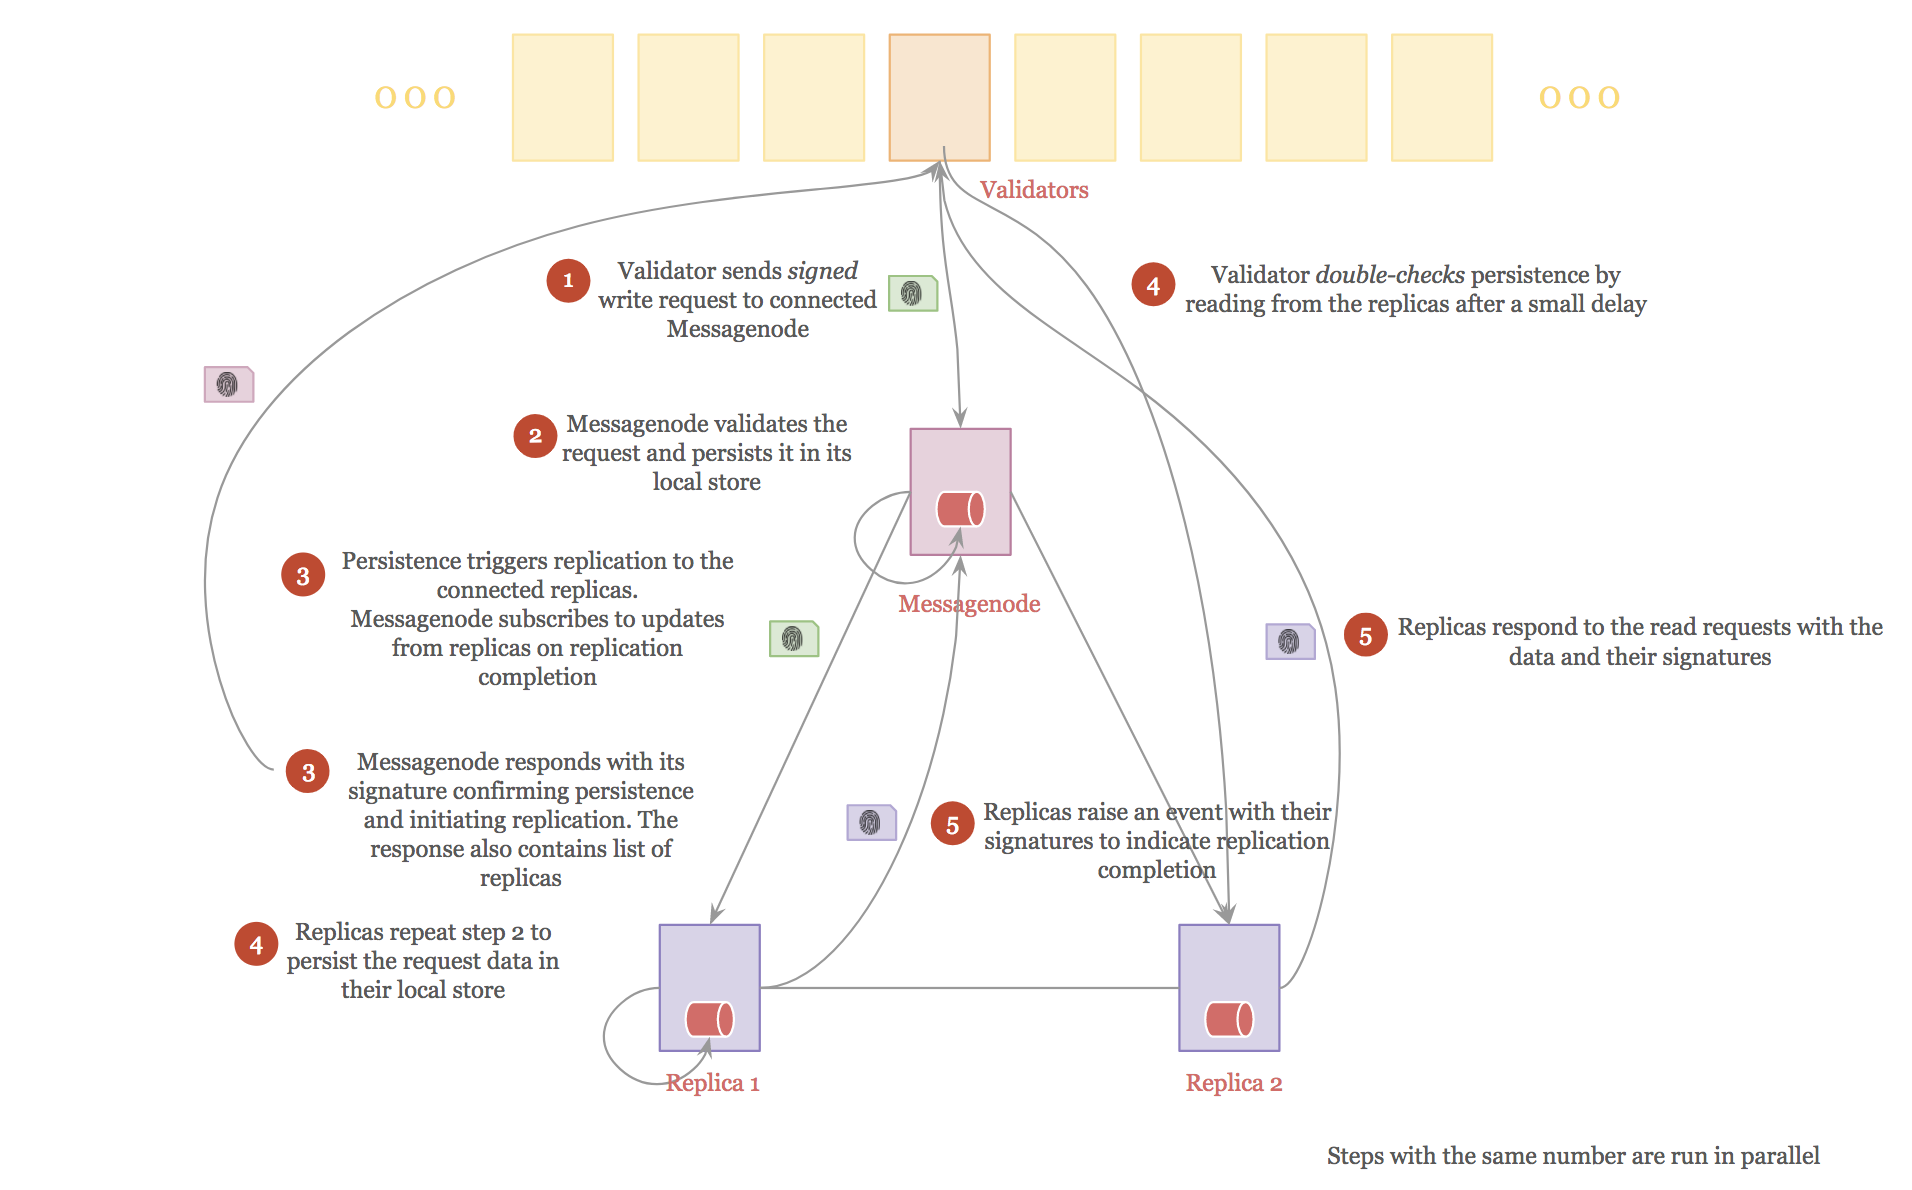 ooo
ooo
Validators
1
Validator sends signed
write request to connected
Messagenode
4
Validator double-checks persistence by
reading from the replicas after a small delay
2
Messagenode validates the
request and persists it in its
local store
3
Persistence triggers replication to the
connected replicas.
Messagenode subscribes to updates
from replicas on replication
completion
Messagenode
5
Replicas respond to the read requests with the
data and their signatures
3
Messagenode responds with its
signature confirming persistence
and initiating replication. The
response also contains list of
replicas
5
Replicas raise an event with their
signatures to indicate replication
completion
4
Replicas repeat step 2 to
persist the request data in
their local store
Replica 1
Replica 2
Steps with the same number are run in parallel